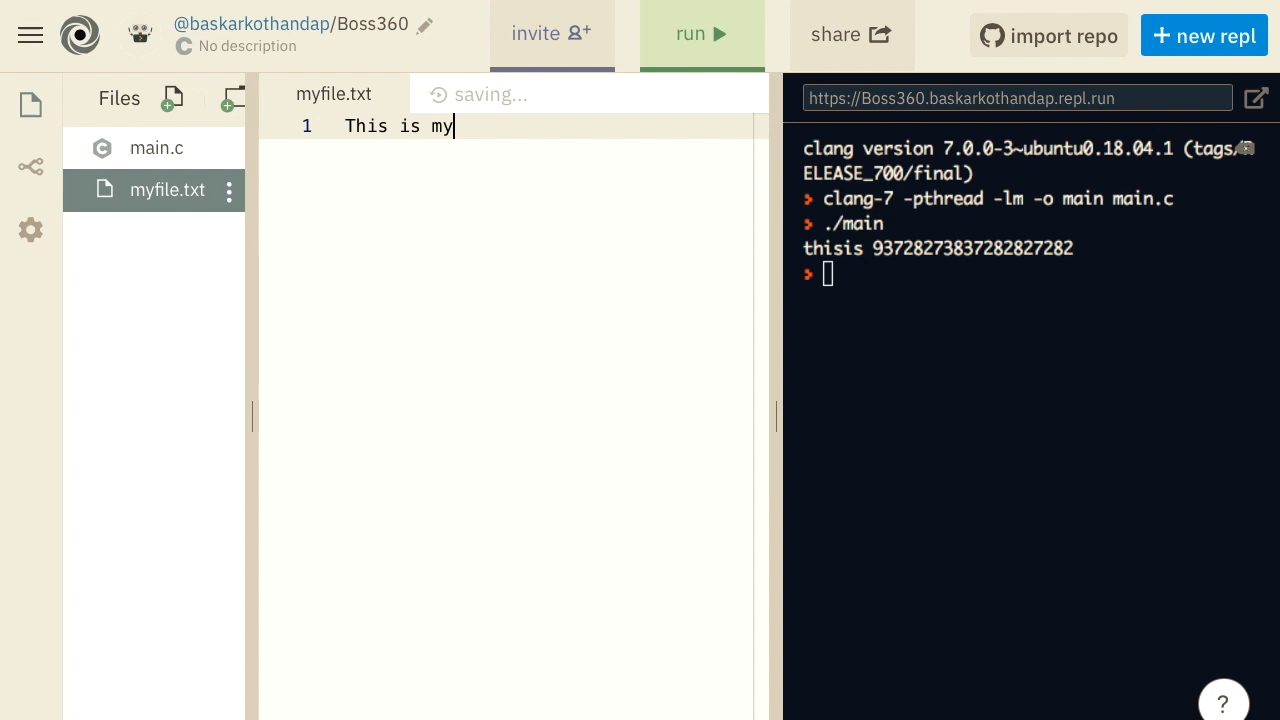 @baskarkothandap/Boss360
No description
invite
run
share
import repo
+ new repl
Files
main.c
myfile.txt
myfile.txt
saving...
1 This is my
https://Boss360.baskarkothandap.repl.run
clang version 7.0.0-3~ubuntu0.18.04.1 (tags/
ELEASE_700/final)
clang-7 -pthread -lm -o main main.c
./main
thisis 93728273837282827282
?